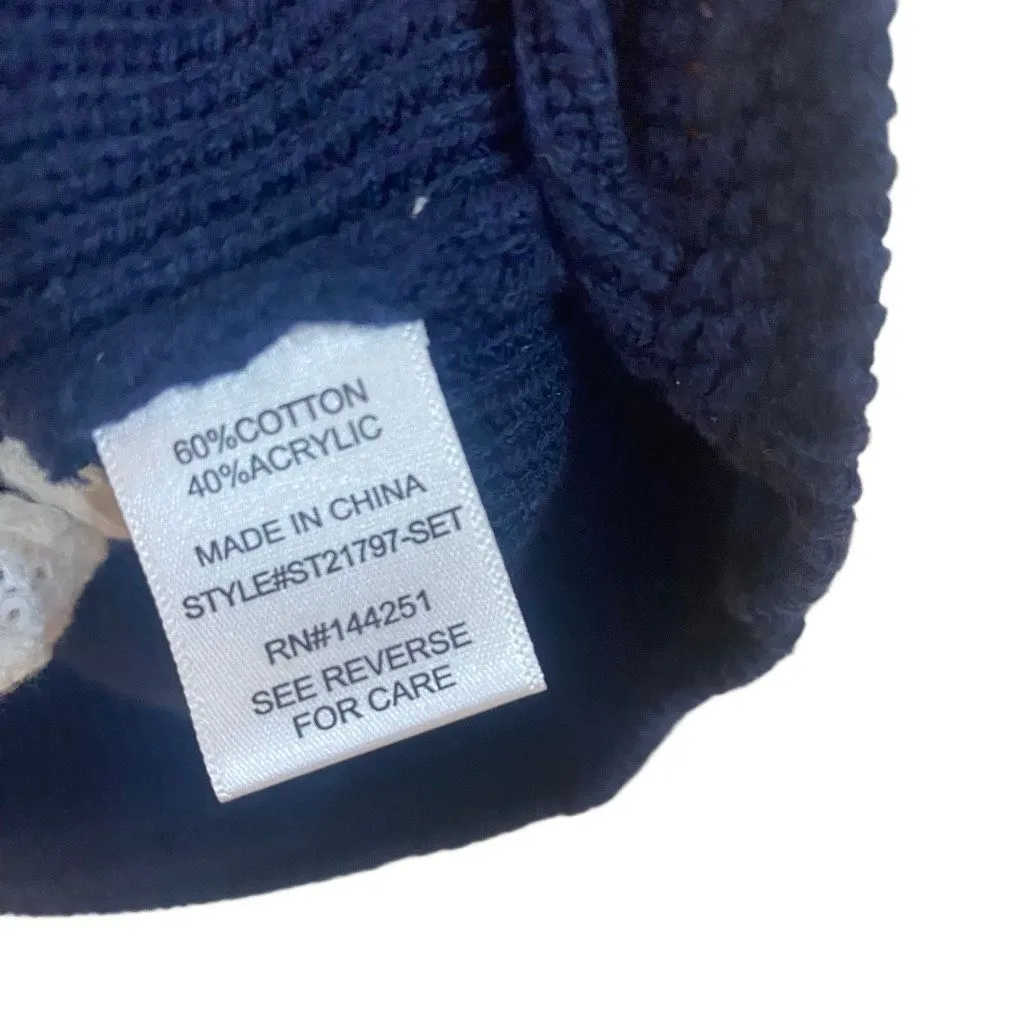 60%COTTON
40%ACRYLIC
MADE IN CHINA
STYLE#ST21797-SET
RN#144251
SEE REVERSE
FOR CARE